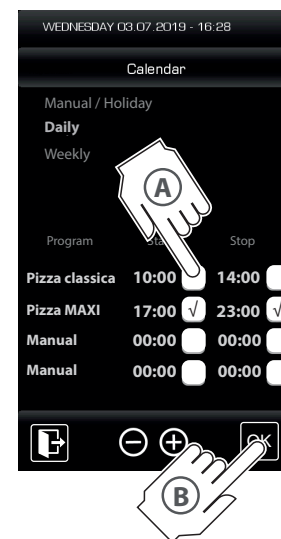 WEDNESDAY 03.07.2019 - 16:28
Calendar
Manual / Holiday
Daily
Weekly
A
Program Sta Stop
Pizza classica 10:00 14:00
Pizza MAXI 17:00 √ 23:00 √
Manual 00:00 00:00
Manual 00:00 00:00
OK
B